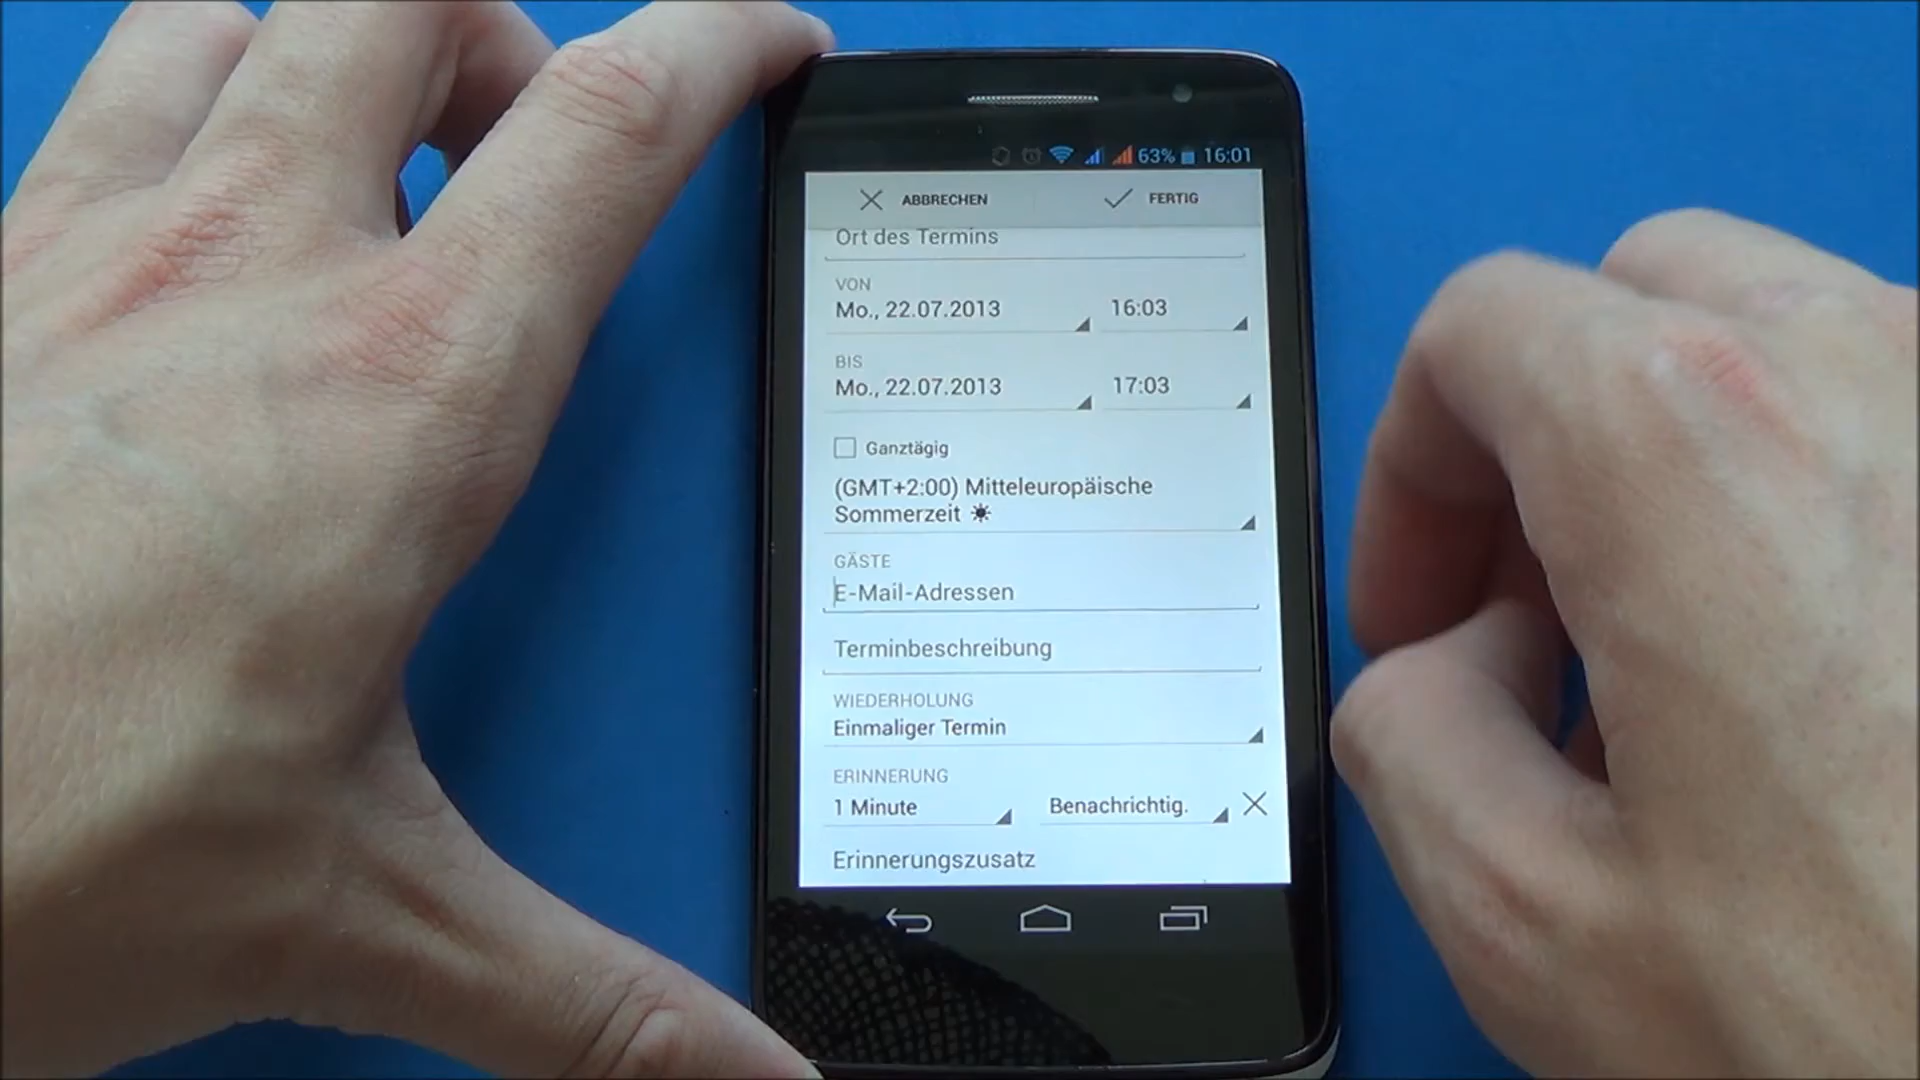 63% 16:01
ABBRECHEN FERTIG
Ort des Termins
VON
Mo., 22.07.2013 16:03
BIS
Mo., 22.07.2013 17:03
Ganztägig
(GMT+2:00) Mitteleuropäische
Sommerzeit ☀
GÄSTE
E-Mail-Adressen
Terminbeschreibung
WIEDERHOLUNG
Einmaliger Termin
ERINNERUNG
1 Minute Benachrichtig.
Erinnerungszusatz